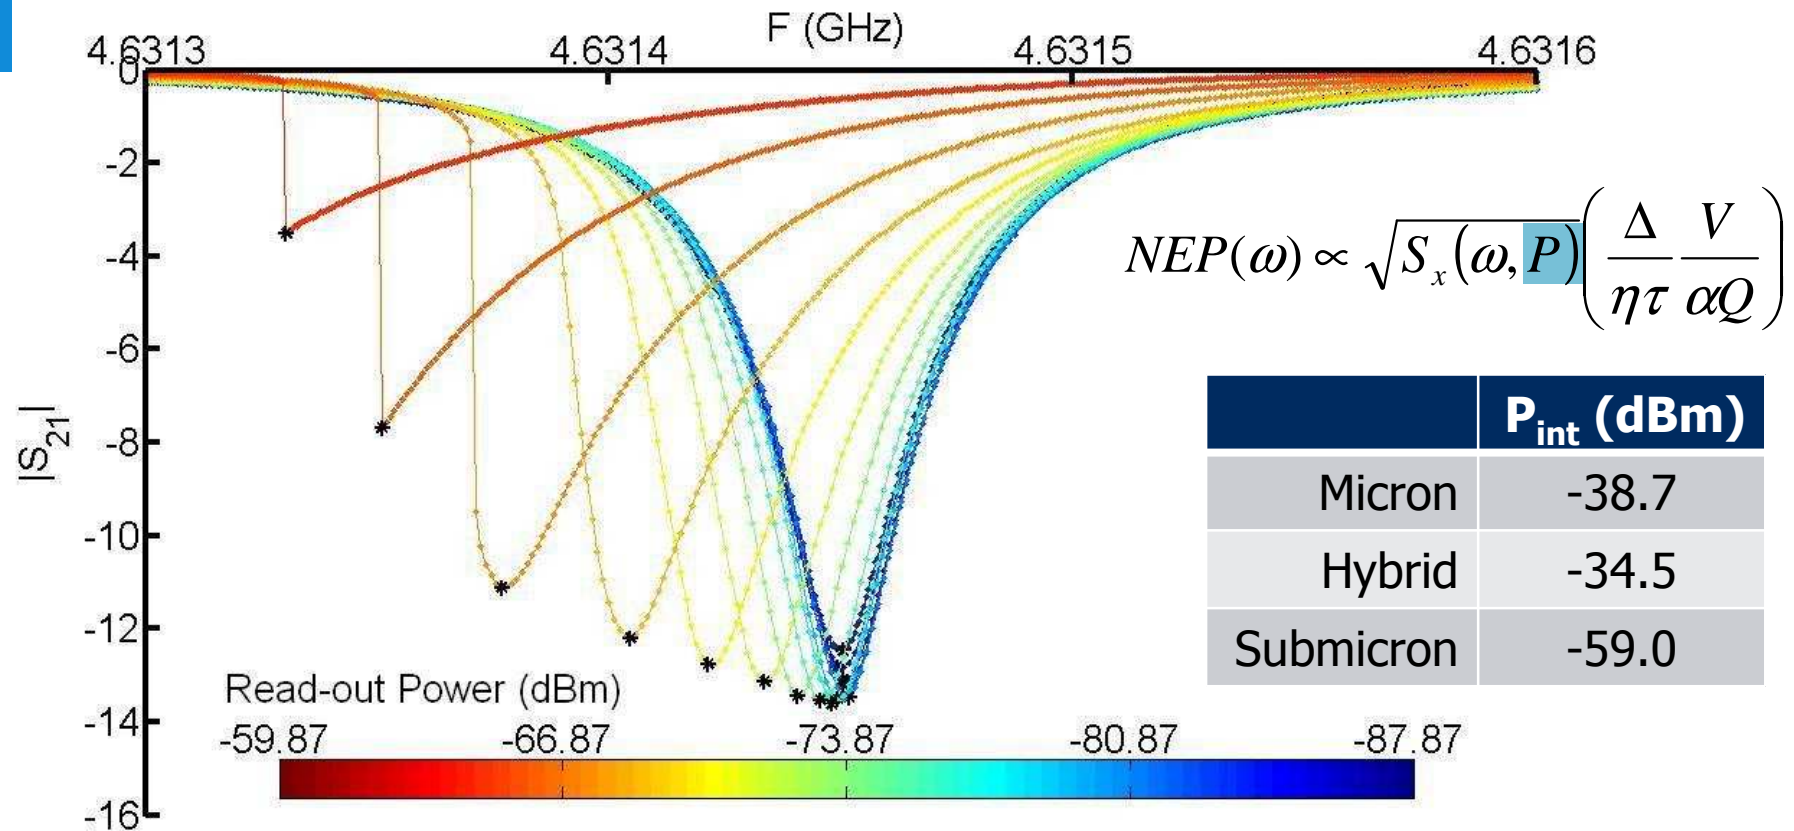 F (GHz)
4.6313 4.6314 4.6315 4.6316
0
-2
-4
-6
-8
-10
-12
-14
-16
|S₂₁|
NEP(ω) ∝ √Sₓ(ω, P) (Δ/ητ V/αQ)
P_int (dBm)
Micron -38.7
Hybrid -34.5
Submicron -59.0
Read-out Power (dBm)
-59.87 -66.87 -73.87 -80.87 -87.87